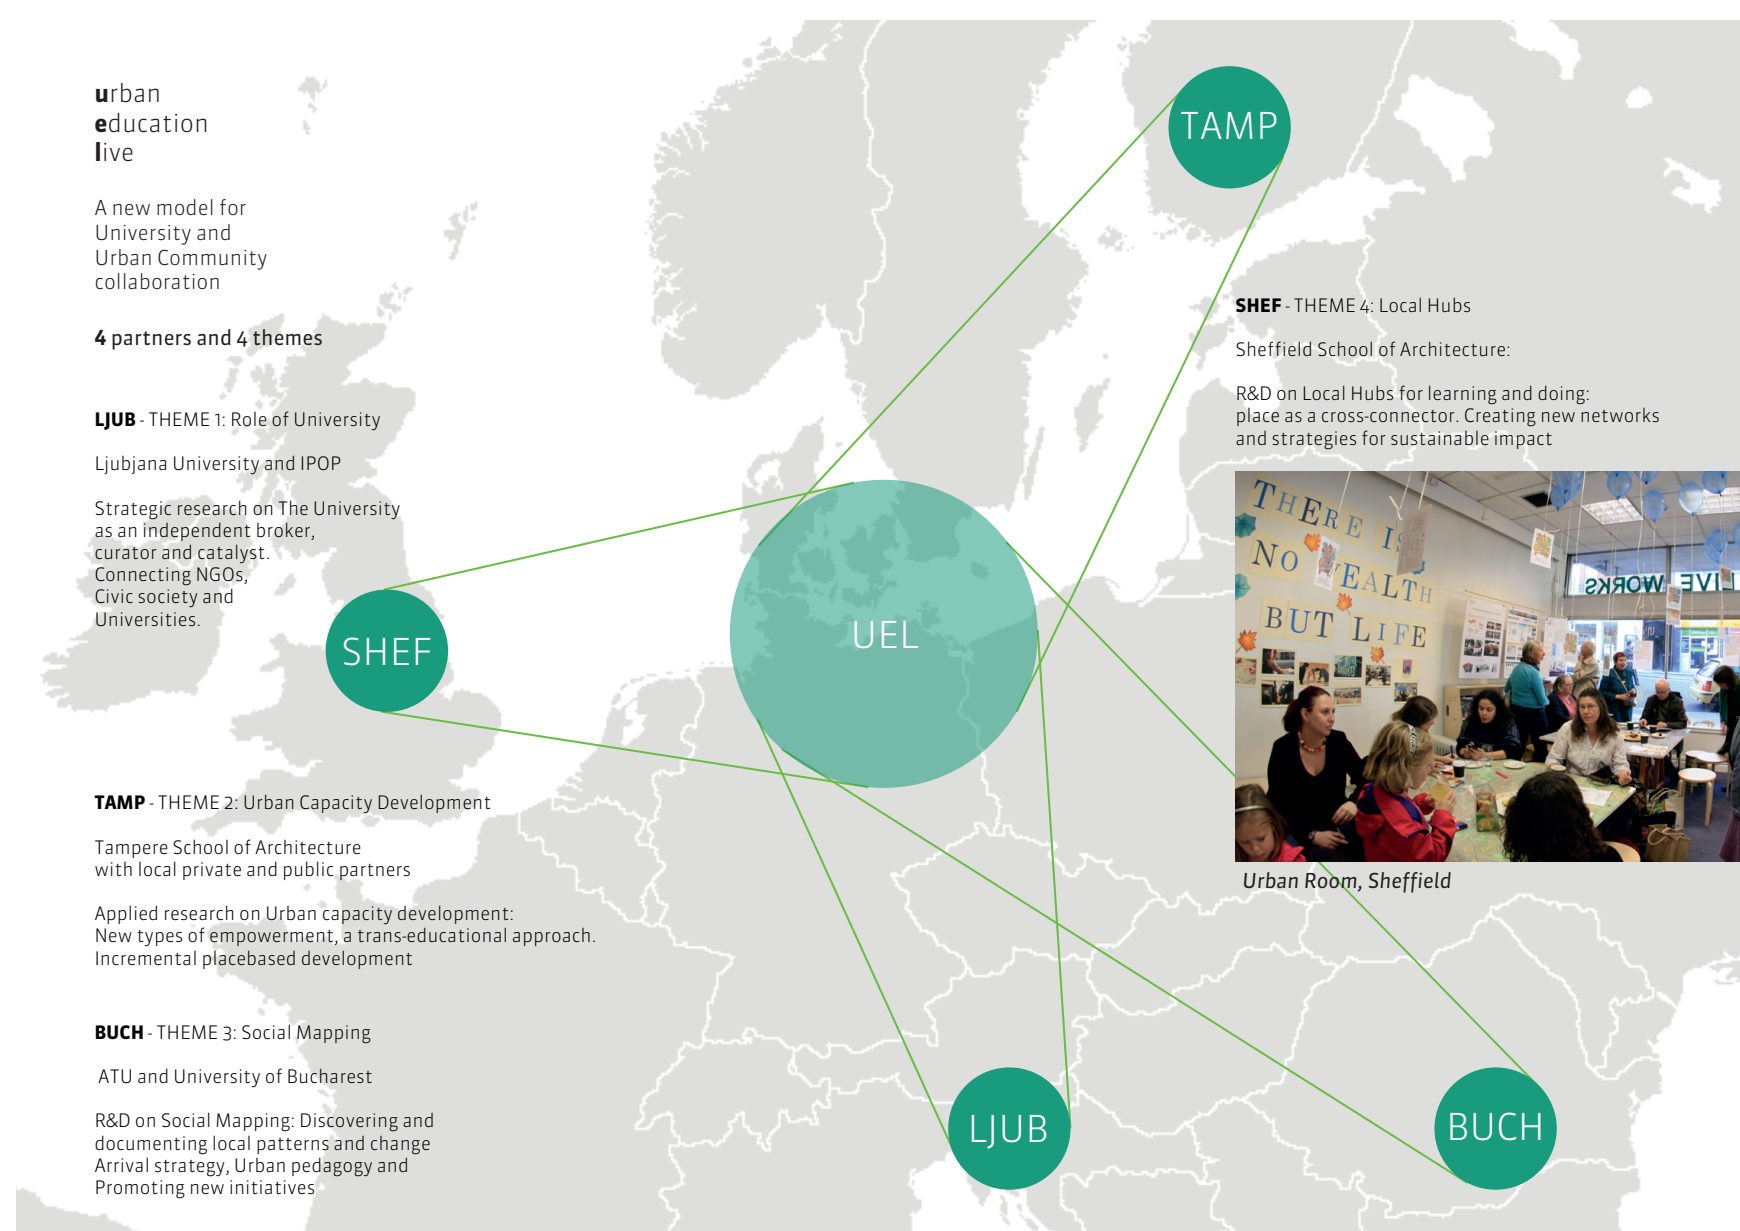 urban
education
live
A new model for
University and
Urban Community
collaboration
4 partners and 4 themes
LJUB - THEME 1: Role of University
Ljubjana University and IPOP
Strategic research on The University
as an independent broker,
curator and catalyst.
Connecting NGOs,
Civic society and
Universities.
TAMP - THEME 2: Urban Capacity Development
Tampere School of Architecture
with local private and public partners
Applied research on Urban capacity development:
New types of empowerment, a trans-educational approach.
Incremental placebased development
BUCH - THEME 3: Social Mapping
ATU and University of Bucharest
R&D on Social Mapping: Discovering and
documenting local patterns and change
Arrival strategy, Urban pedagogy and
Promoting new initiatives
SHEF
UEL
TAMP
LJUB
BUCH
SHEF - THEME 4: Local Hubs
Sheffield School of Architecture:
R&D on Local Hubs for learning and doing:
place as a cross-connector. Creating new networks
and strategies for sustainable impact
THERE IS
NO WEALTH
BUT LIFE
LIVE WORKS
Urban Room, Sheffield